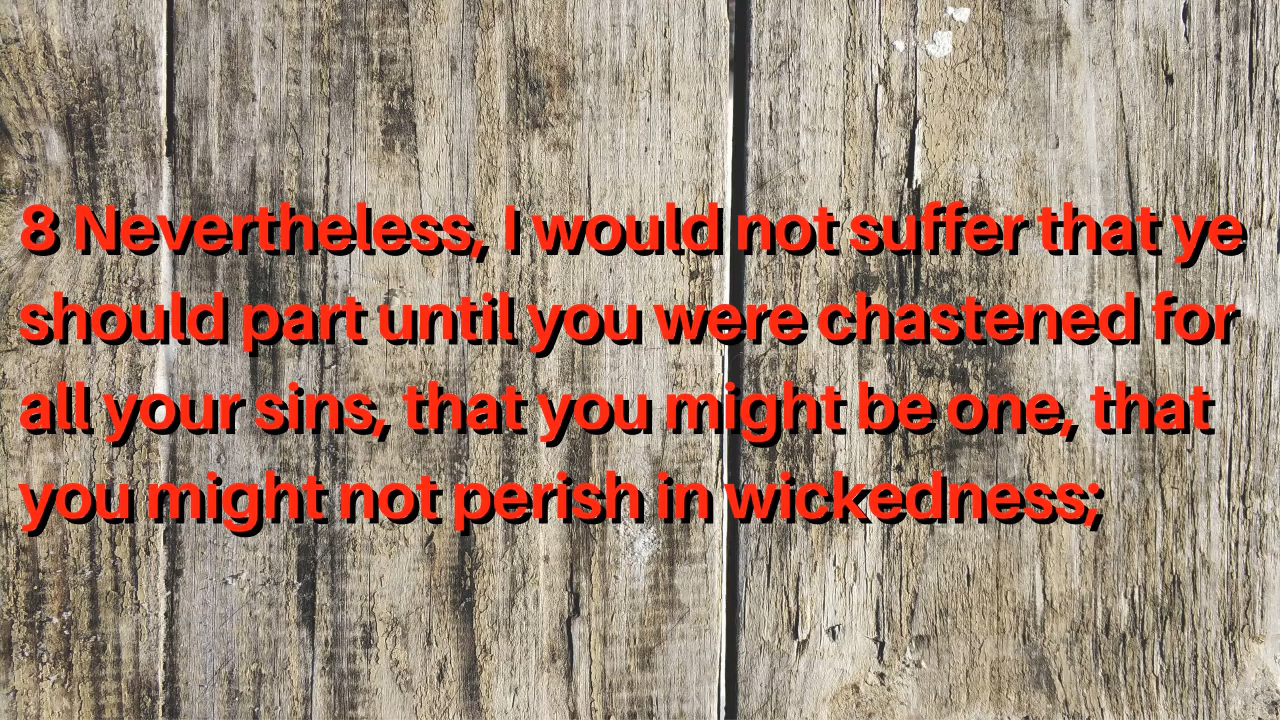 8 Nevertheless, I would not suffer that ye
should part until you were chastened for
all your sins, that you might be one, that
you might not perish in wickedness;